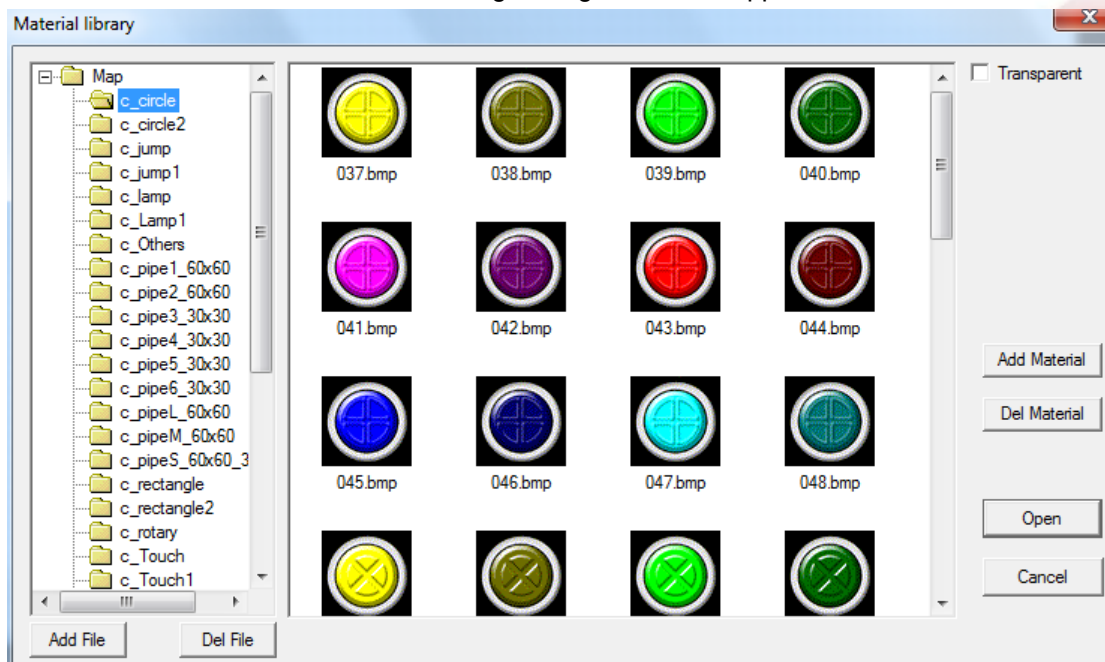 Material library
X
Map
c_circle
c_circle2
c_jump
c_jump1
c_lamp
c_Lamp1
c_Others
c_pipe1_60x60
c_pipe2_60x60
c_pipe3_30x30
c_pipe4_30x30
c_pipe5_30x30
c_pipe6_30x30
c_pipeL_60x60
c_pipeM_60x60
c_pipeS_60x60_3
c_rectangle
c_rectangle2
c_rotary
c_Touch
c_Touch1
Add File Del File
037.bmp 038.bmp 039.bmp 040.bmp
041.bmp 042.bmp 043.bmp 044.bmp
045.bmp 046.bmp 047.bmp 048.bmp
Transparent
Add Material
Del Material
Open
Cancel